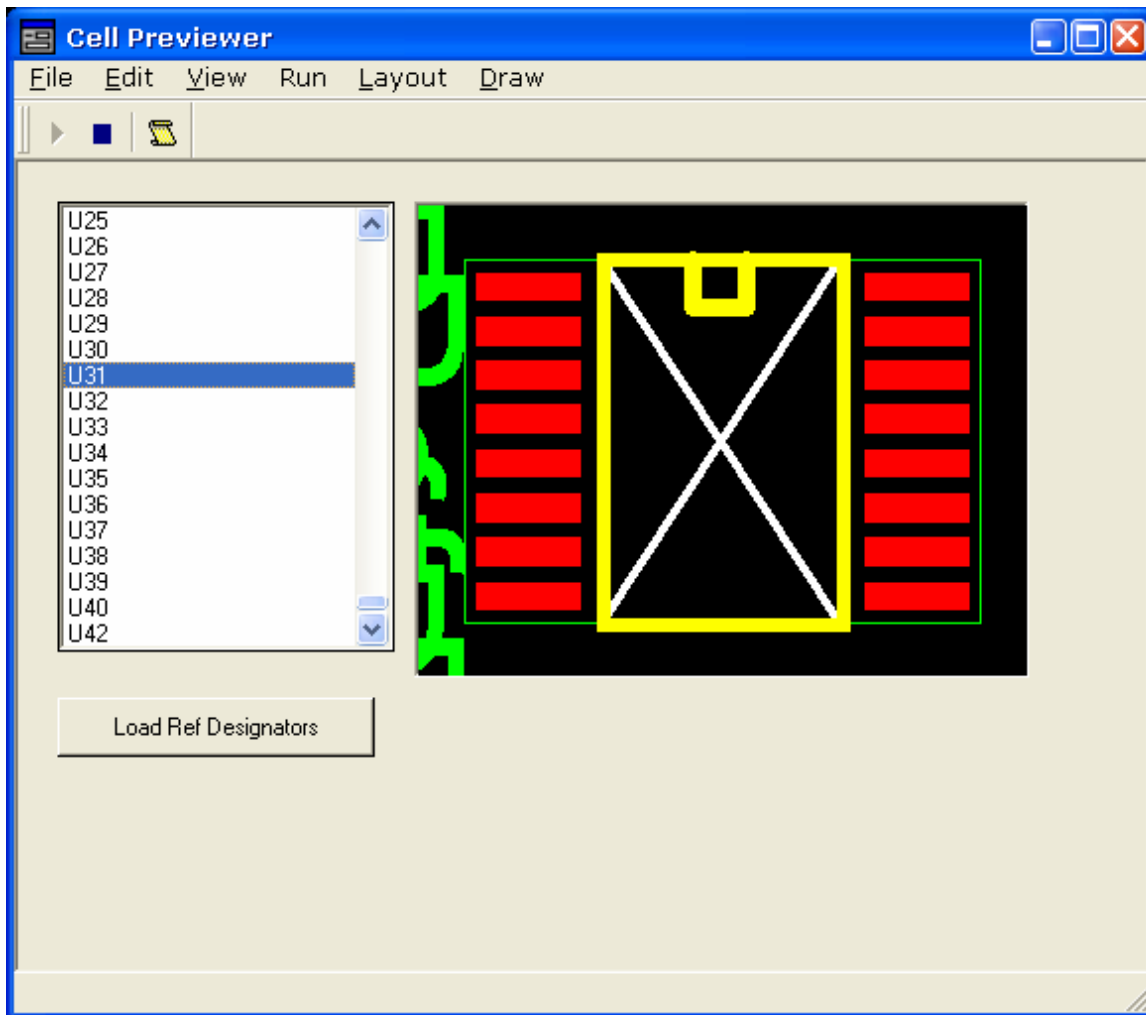 Cell Previewer
File Edit View Run Layout Draw
U25
U26
U27
U28
U29
U30
U31
U32
U33
U34
U35
U36
U37
U38
U39
U40
U42
Load Ref Designators